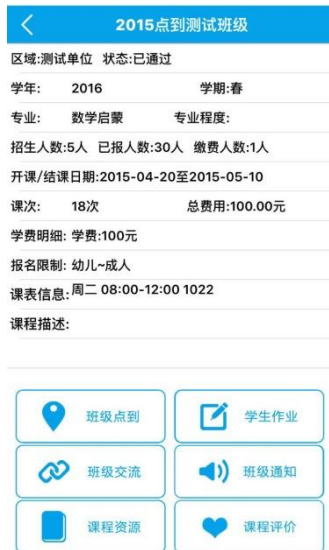 2015点到测试班级
区域:测试单位 状态:已通过
学年: 2016 学期:春
专业: 数学启蒙 专业程度:
招生人数:5人 已报人数:30人 缴费人数:1人
开课/结课日期:2015-04-20至2015-05-10
课次: 18次 总费用:100.00元
学费明细: 学费:100元
报名限制: 幼儿~成人
课表信息: 周二 08:00-12:00 1022
课程描述:
班级点到 学生作业
班级交流 班级通知
课程资源 课程评价